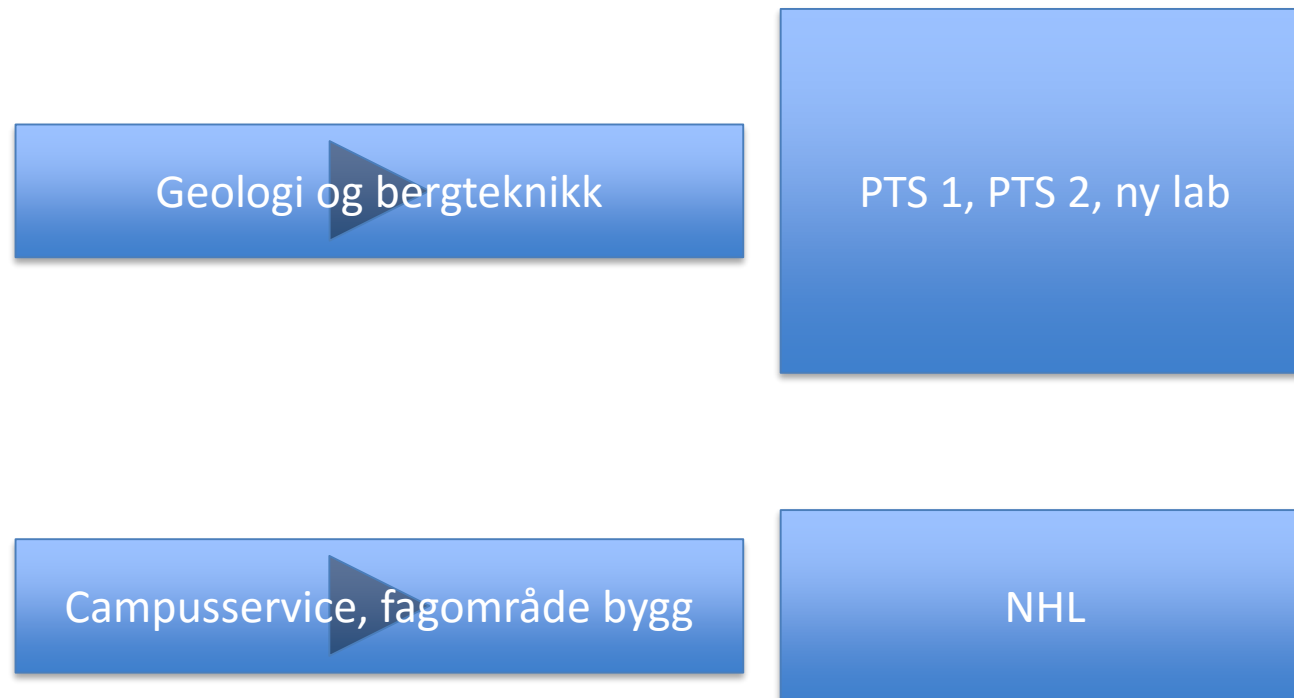 Geologi og bergteknikk
PTS 1, PTS 2, ny lab
Campusservice, fagområde bygg
NHL